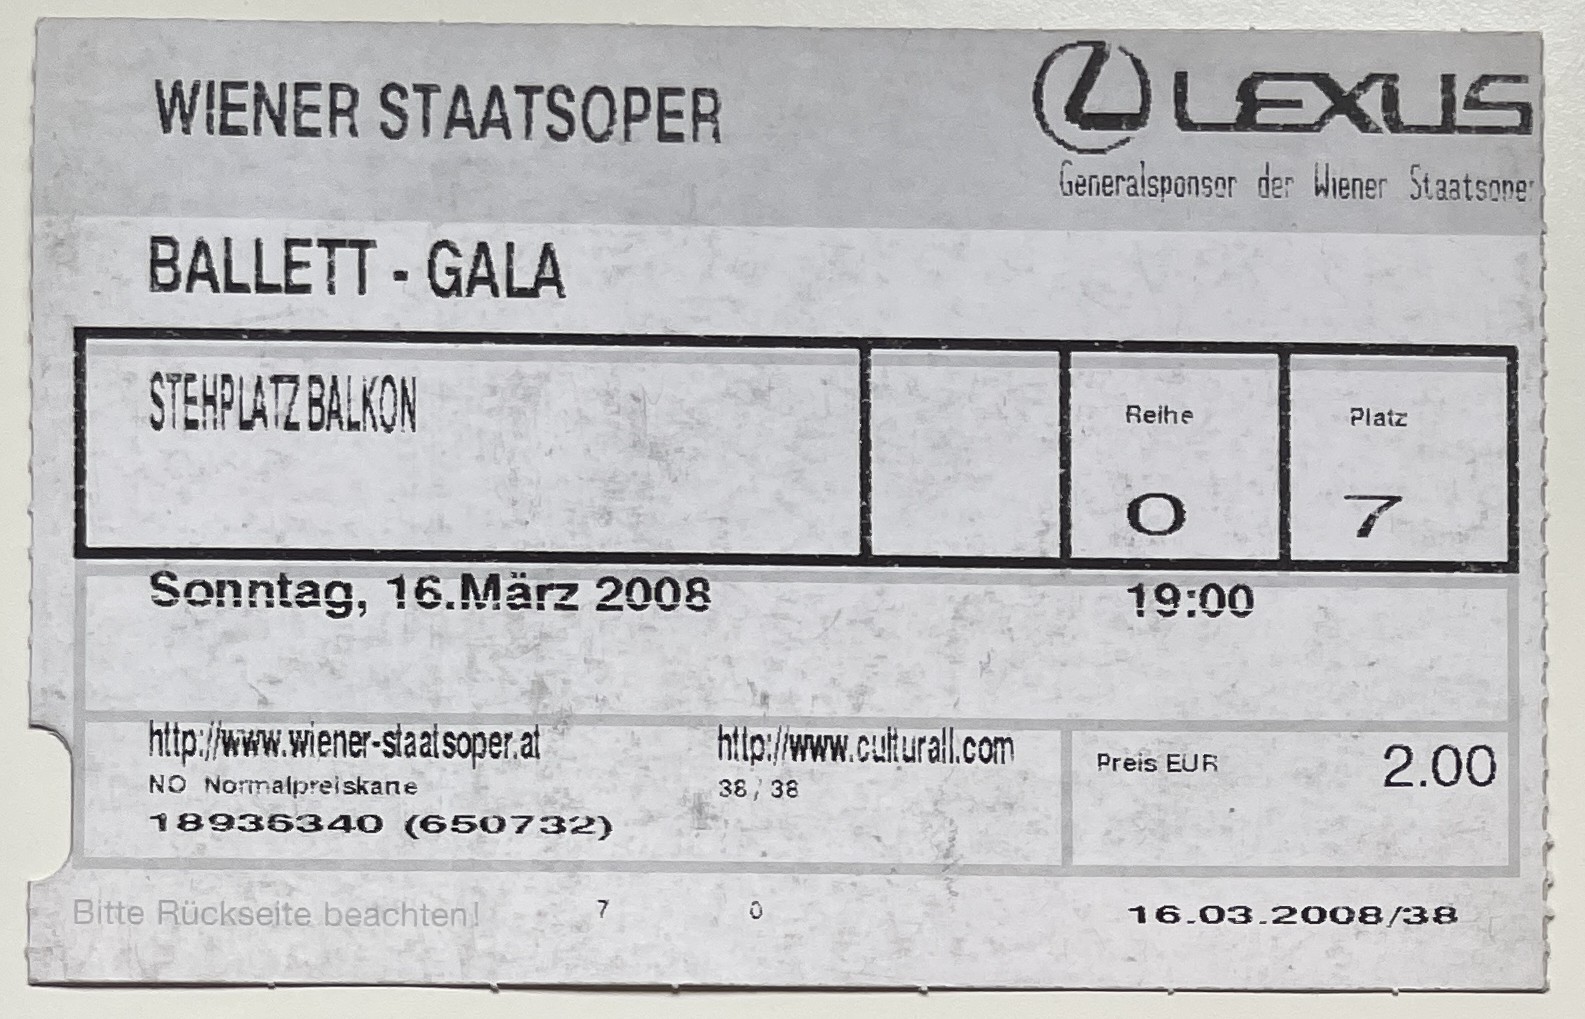 WIENER STAATSOPER
LEXUS
Generalsponsor der Wiener Staatsoper
BALLETT - GALA
STEHPLATZ BALKON
Reihe
Platz
0
7
Sonntag, 16.März 2008
19:00
http://www.wiener-staatsoper.at
http://www.culturall.com
NO Normalpreiskane
38 / 38
18936340 (650732)
Preis EUR
2.00
Bitte Rückseite beachten!
7
0
16.03.2008/38